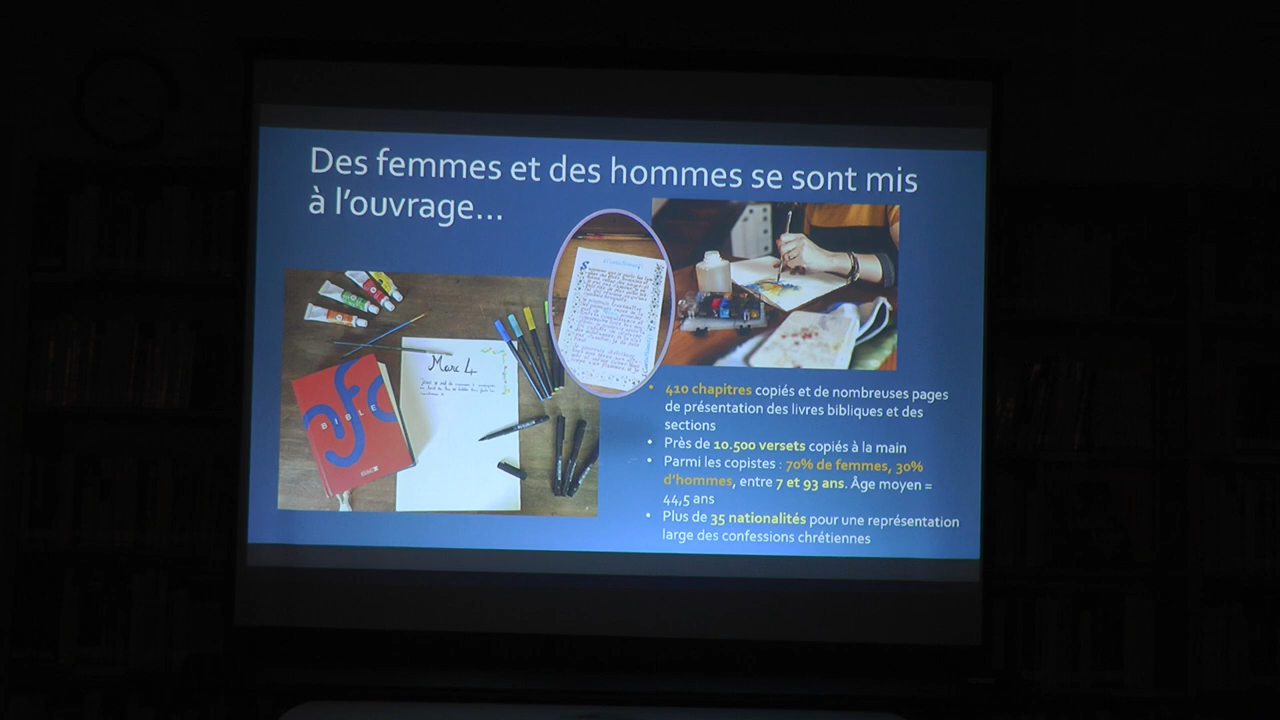 Des femmes et des hommes se sont mis
à l'ouvrage...
Marc 4
BIBLE
nfc
• 410 chapitres copiés et de nombreuses pages
de présentation des livres bibliques et des
sections
• Près de 10.500 versets copiés à la main
• Parmi les copistes : 70% de femmes, 30%
d'hommes, entre 7 et 93 ans. Âge moyen =
44,5 ans
• Plus de 35 nationalités pour une représentation
large des confessions chrétiennes